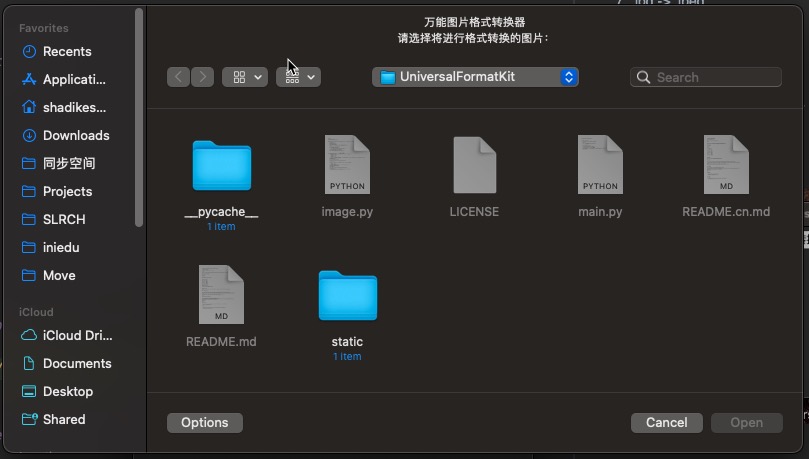 万能图片格式转换器
请选择将进行格式转换的图片：
Favorites
Recents
Applicati...
shadikes...
Downloads
同步空间
Projects
SLRCH
iniedu
Move
iCloud
iCloud Dri...
Documents
Desktop
Shared
UniversalFormatKit
Search
PYTHON
PYTHON
MD
__pycache__
image.py
LICENSE
main.py
README.cn.md
1 item
MD
README.md
static
1 item
Options
Cancel
Open